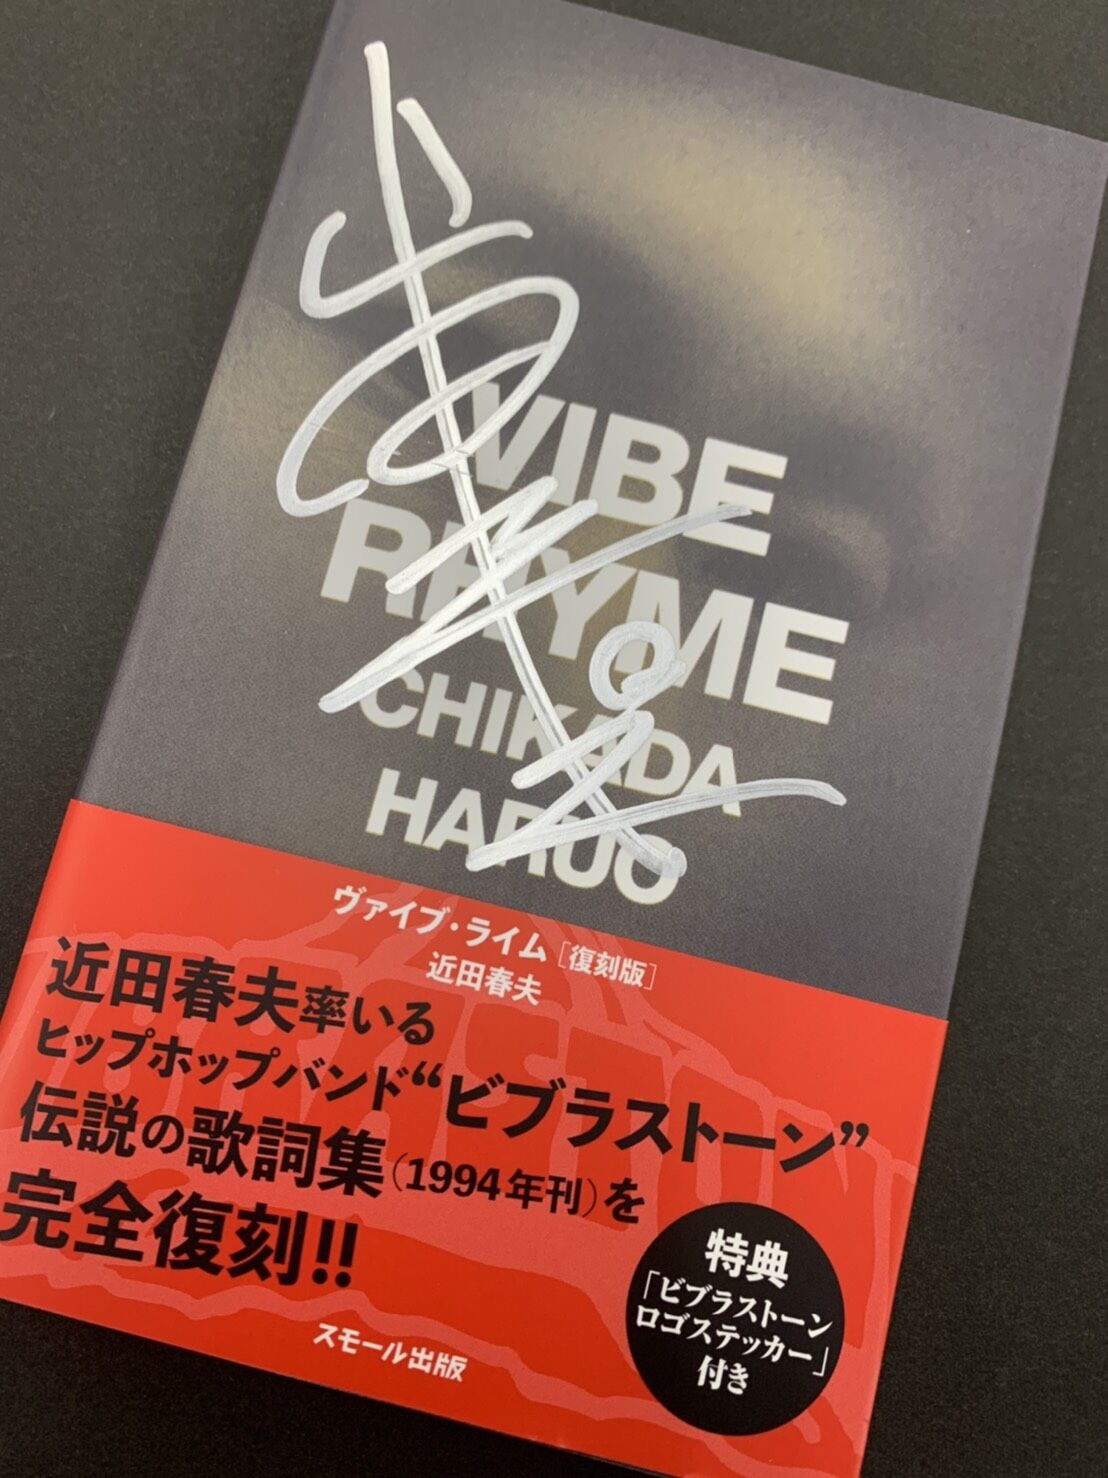 VIBE
RHYME
CHIKADA
HARUO
ヴァイブ・ライム［復刻版］
近田春夫
近田春夫率いる
ヒップホップバンド“ビブラストーン”
伝説の歌詞集（1994年刊）を
完全復刻!!
特典
「ビブラストーン
ロゴステッカー」
付き
スモール出版